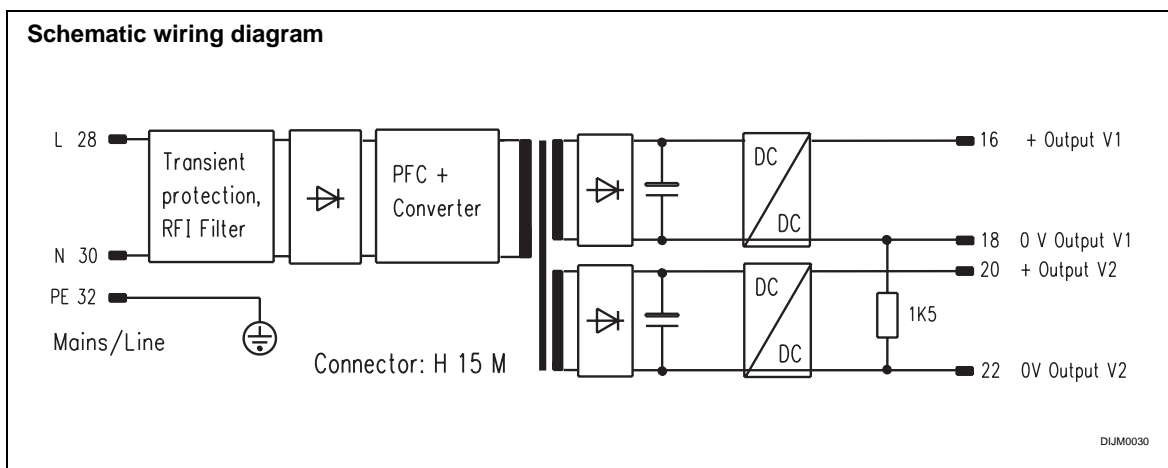 Schematic wiring diagram
L 28
Transient
protection,
RFI Filter
PFC +
Converter
DC
DC
16 + Output V1
18 0 V Output V1
N 30
20 + Output V2
PE 32
DC
DC
1K5
Mains/Line
Connector: H 15 M
22 0V Output V2
DIJM0030